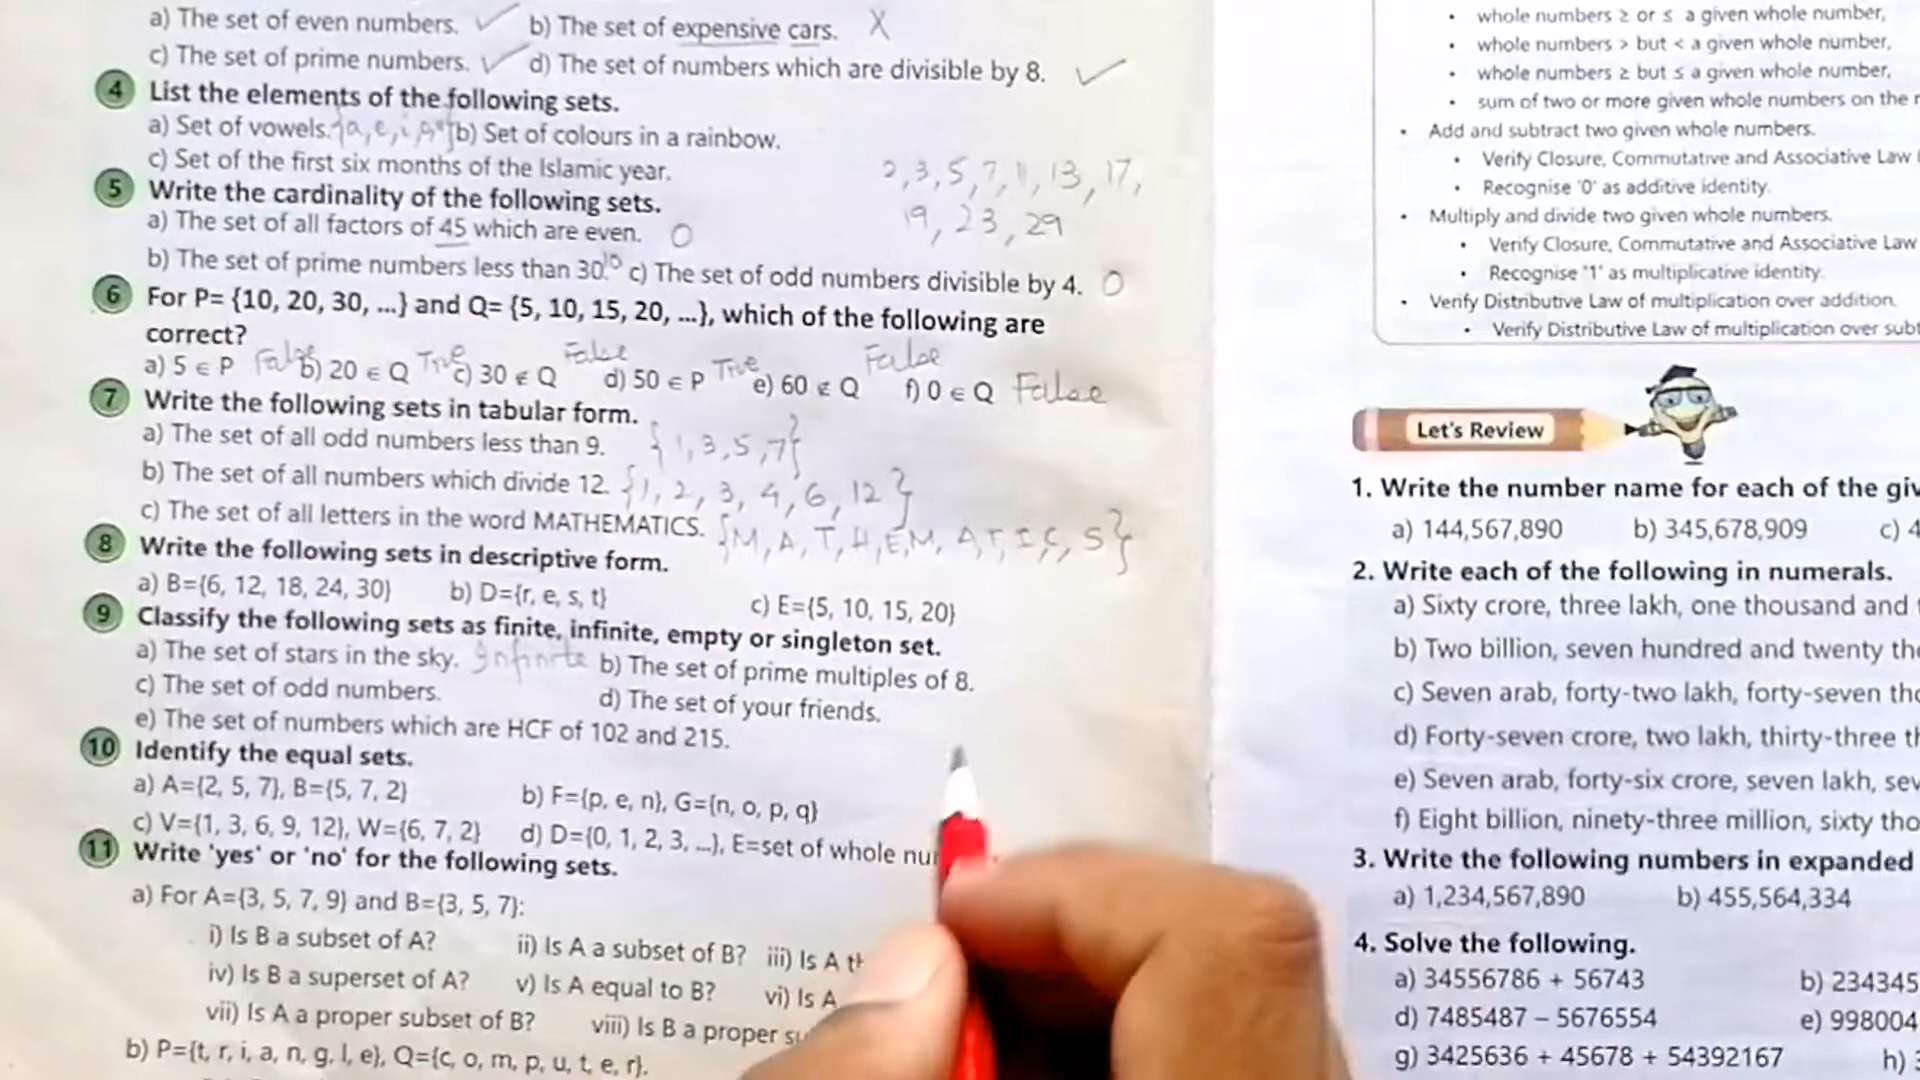 a) The set of even numbers. ✓ b) The set of expensive cars. X
c) The set of prime numbers. ✓ d) The set of numbers which are divisible by 8. ✓
4 List the elements of the following sets.
a) Set of vowels. {a, e, i, b) Set of colours in a rainbow.
c) Set of the first six months of the Islamic year.
2, 3, 5, 7, 11, 13, 17,
5 Write the cardinality of the following sets.
19, 23, 29
a) The set of all factors of 45 which are even. 0
b) The set of prime numbers less than 30. 10 c) The set of odd numbers divisible by 4. 0
6 For P= {10, 20, 30, ...} and Q= {5, 10, 15, 20, ...}, which of the following are
correct?
a) 5 ∈ P False b) 20 ∈ Q True c) 30 ∉ Q False d) 50 ∈ P True e) 60 ∉ Q False f) 0 ∈ Q False
7 Write the following sets in tabular form.
a) The set of all odd numbers less than 9. {1, 3, 5, 7}
b) The set of all numbers which divide 12. {1, 2, 3, 4, 6, 12}
c) The set of all letters in the word MATHEMATICS. {M, A, T, H, E, M, A, T, I, C, S}
8 Write the following sets in descriptive form.
a) B={6, 12, 18, 24, 30} b) D={r, e, s, t} c) E={5, 10, 15, 20}
9 Classify the following sets as finite, infinite, empty or singleton set.
a) The set of stars in the sky. Infinite b) The set of prime multiples of 8.
c) The set of odd numbers. d) The set of your friends.
e) The set of numbers which are HCF of 102 and 215.
10 Identify the equal sets.
a) A={2, 5, 7}, B={5, 7, 2} b) F={p, e, n}, G={n, o, p, q}
c) V={1, 3, 6, 9, 12}, W={6, 7, 2} d) D={0, 1, 2, 3, ...}, E=set of whole
11 Write 'yes' or 'no' for the following sets.
a) For A={3, 5, 7, 9} and B={3, 5, 7}:
i) Is B a subset of A? ii) Is A a subset of B? iii) Is A
iv) Is B a superset of A? v) Is A equal to B? vi) Is A
vii) Is A a proper subset of B? viii) Is B a proper
b) P={t, r, i, a, n, g, l, e}, Q={c, o, m, p, u, t, e, r}.
• whole numbers ≥ or ≤ a given whole number,
• whole numbers > but < a given whole number,
• whole numbers ≥ but ≤ a given whole number,
• sum of two or more given whole numbers on the
• Add and subtract two given whole numbers.
• Verify Closure, Commutative and Associative Law
• Recognise '0' as additive identity.
• Multiply and divide two given whole numbers.
• Verify Closure, Commutative and Associative Law
• Recognise '1' as multiplicative identity.
• Verify Distributive Law of multiplication over addition.
• Verify Distributive Law of multiplication over
Let's Review
1. Write the number name for each of the
a) 144,567,890 b) 345,678,909 c) 4
2. Write each of the following in numerals.
a) Sixty crore, three lakh, one thousand and
b) Two billion, seven hundred and twenty
c) Seven arab, forty-two lakh, forty-seven
d) Forty-seven crore, two lakh, thirty-three
e) Seven arab, forty-six crore, seven lakh,
f) Eight billion, ninety-three million, sixty
3. Write the following numbers in expanded
a) 1,234,567,890 b) 455,564,334
4. Solve the following.
a) 34556786 + 56743 b) 234345
d) 7485487 – 5676554 e) 998004
g) 3425636 + 45678 + 54392167 h)